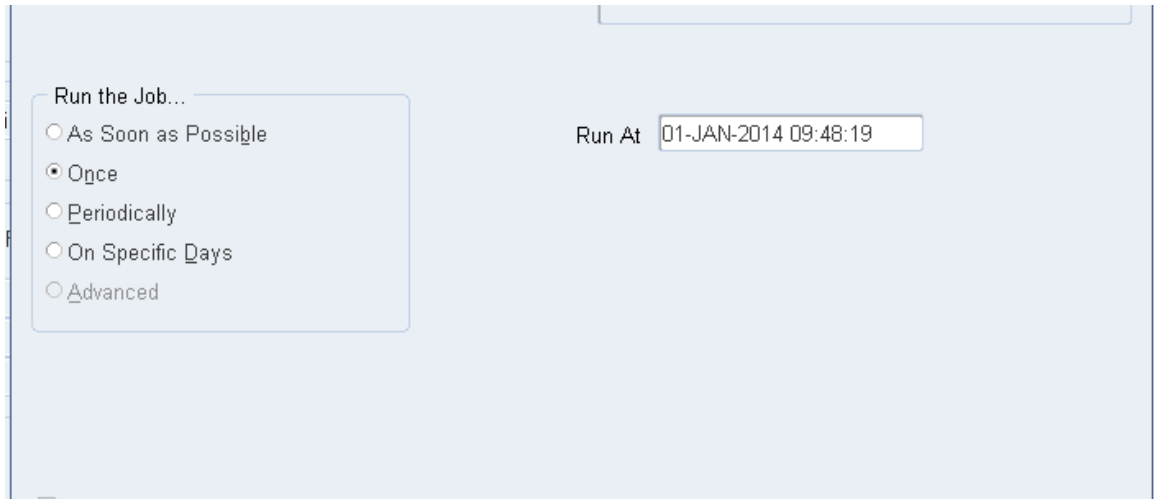 Run the Job...
As Soon as Possible
Run At 01-JAN-2014 09:48:19
Once
Periodically
On Specific Days
Advanced